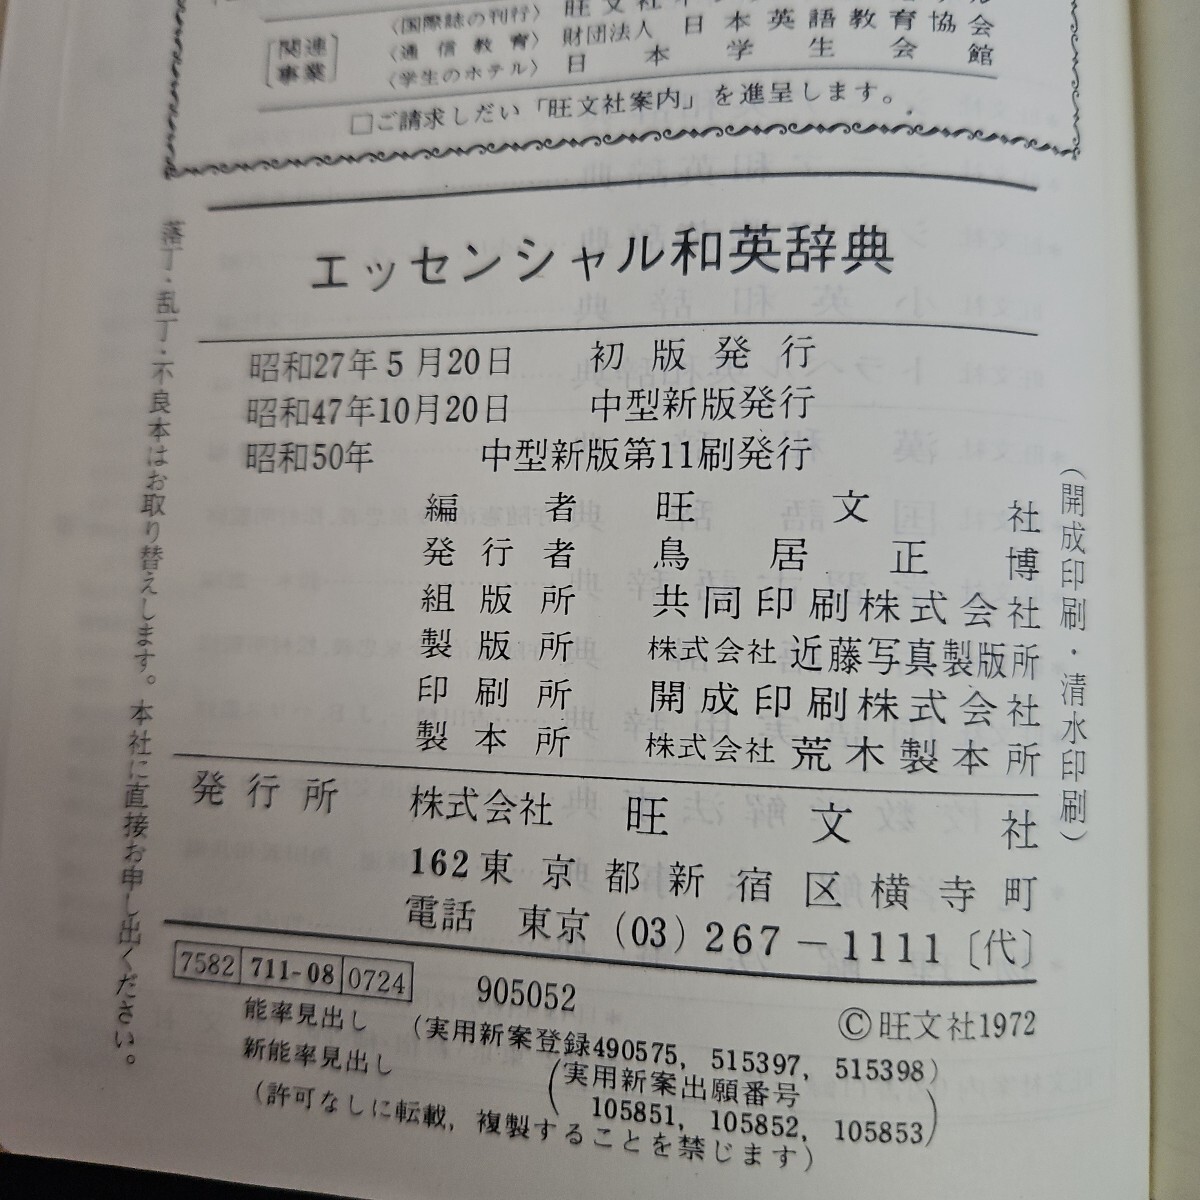 〈国際誌の刊行〉
関連事業
〈通信教育〉 財団法人 日本英語教育協会
〈学生のホテル〉 日本学生会館
□ご請求しだい「旺文社案内」を進呈します。
エッセンシャル和英辞典
昭和27年5月20日 初版発行
昭和47年10月20日 中型新版発行
昭和50年 中型新版第11刷発行
編者 旺文社
発行者 鳥居正博
組版所 共同印刷株式会社
製版所 株式会社 近藤写真製版所
印刷所 開成印刷株式会社
製本所 株式会社 荒木製本所
(開成印刷・清水印刷)
発行所 株式会社 旺文社
162 東京都新宿区横寺町
電話 東京 (03) 267-1111〔代〕
7582 711-08 0724 905052
©旺文社1972
能率見出し (実用新案登録490575, 515397, 515398)
新能率見出し (実用新案出願番号
105851, 105852, 105853)
(許可なしに転載, 複製することを禁じます)
落丁・乱丁・不良本はお取り替えします。本社に直接お申し出ください。